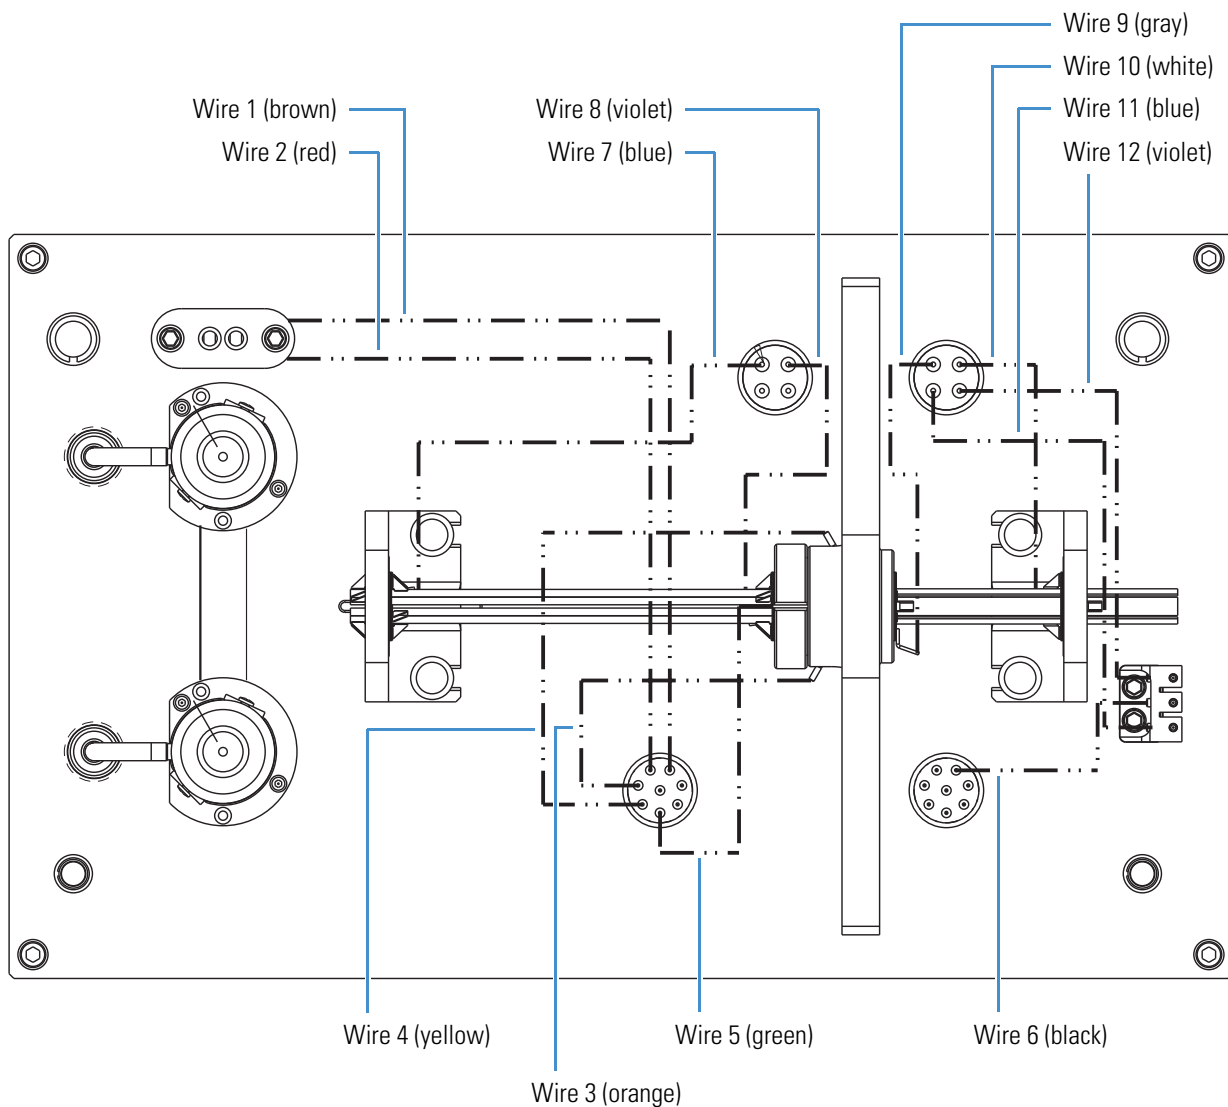 Wire 9 (gray)
Wire 10 (white)
Wire 1 (brown)
Wire 8 (violet)
Wire 11 (blue)
Wire 2 (red)
Wire 7 (blue)
Wire 12 (violet)
Wire 4 (yellow)
Wire 5 (green)
Wire 6 (black)
Wire 3 (orange)